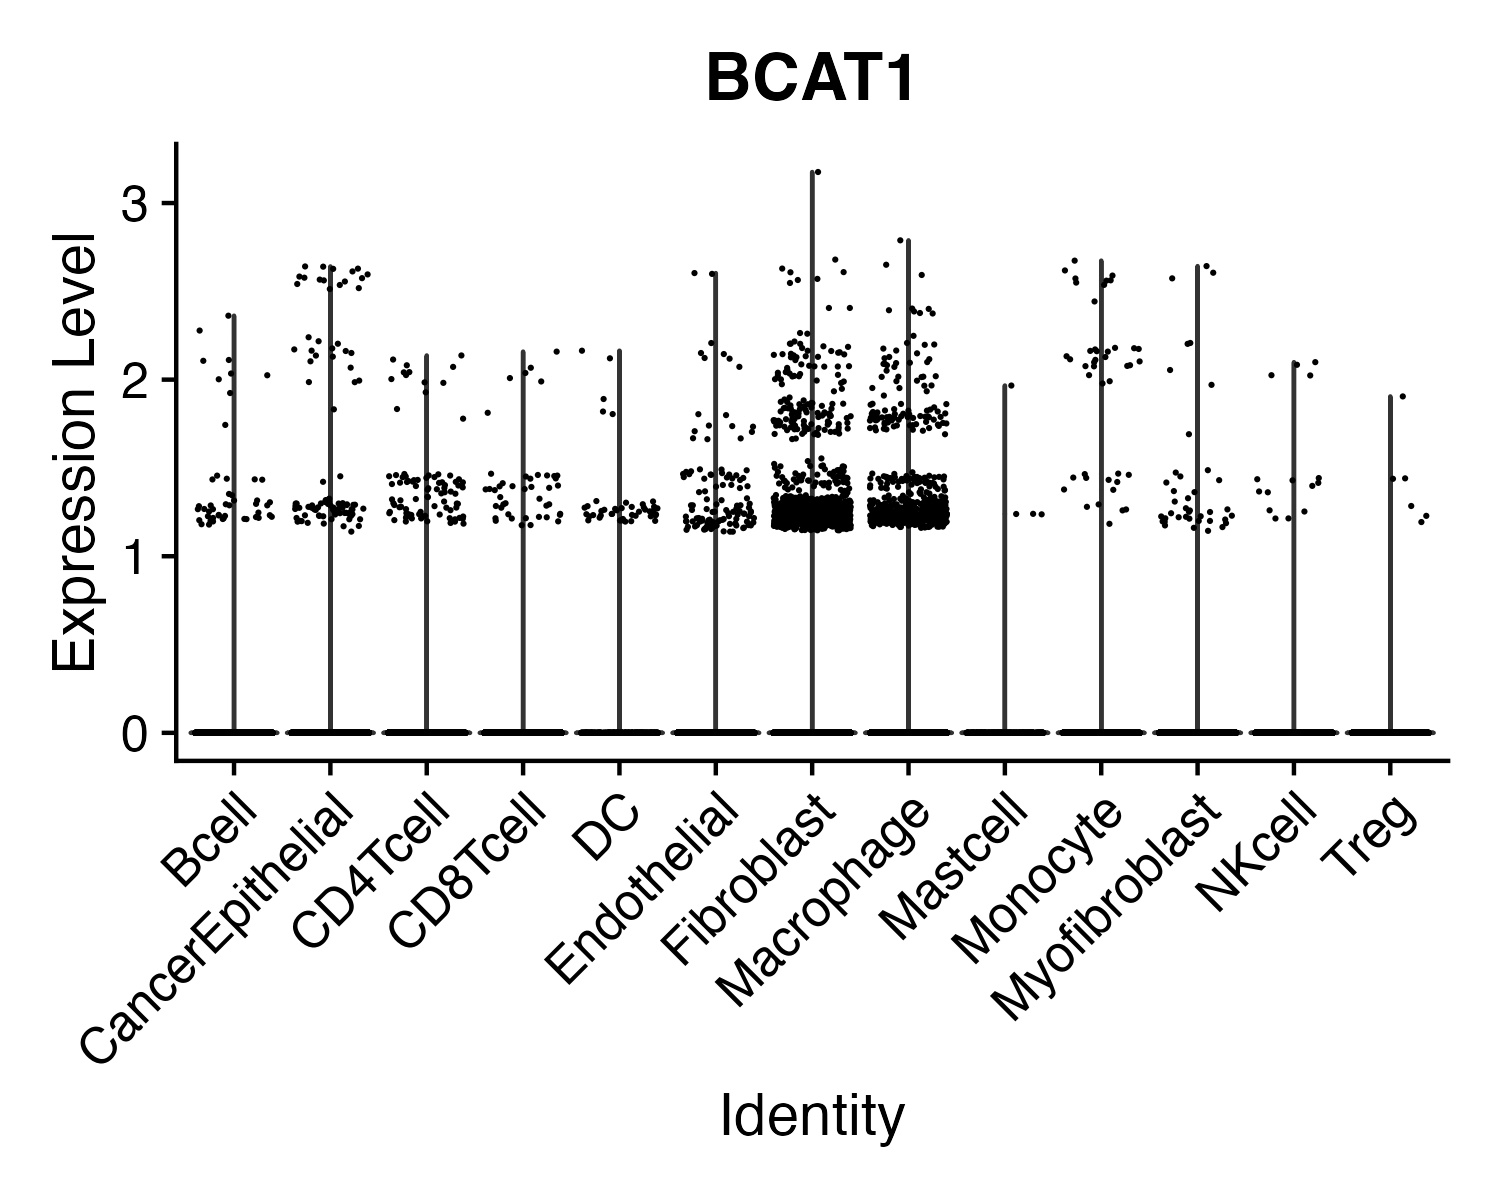 BCAT1
Expression Level
3
2
1
0
Bcell
CancerEpithelial
CD4Tcell
CD8Tcell
DC
Endothelial
Fibroblast
Macrophage
Mastcell
Monocyte
Myofibroblast
NKcell
Treg
Identity